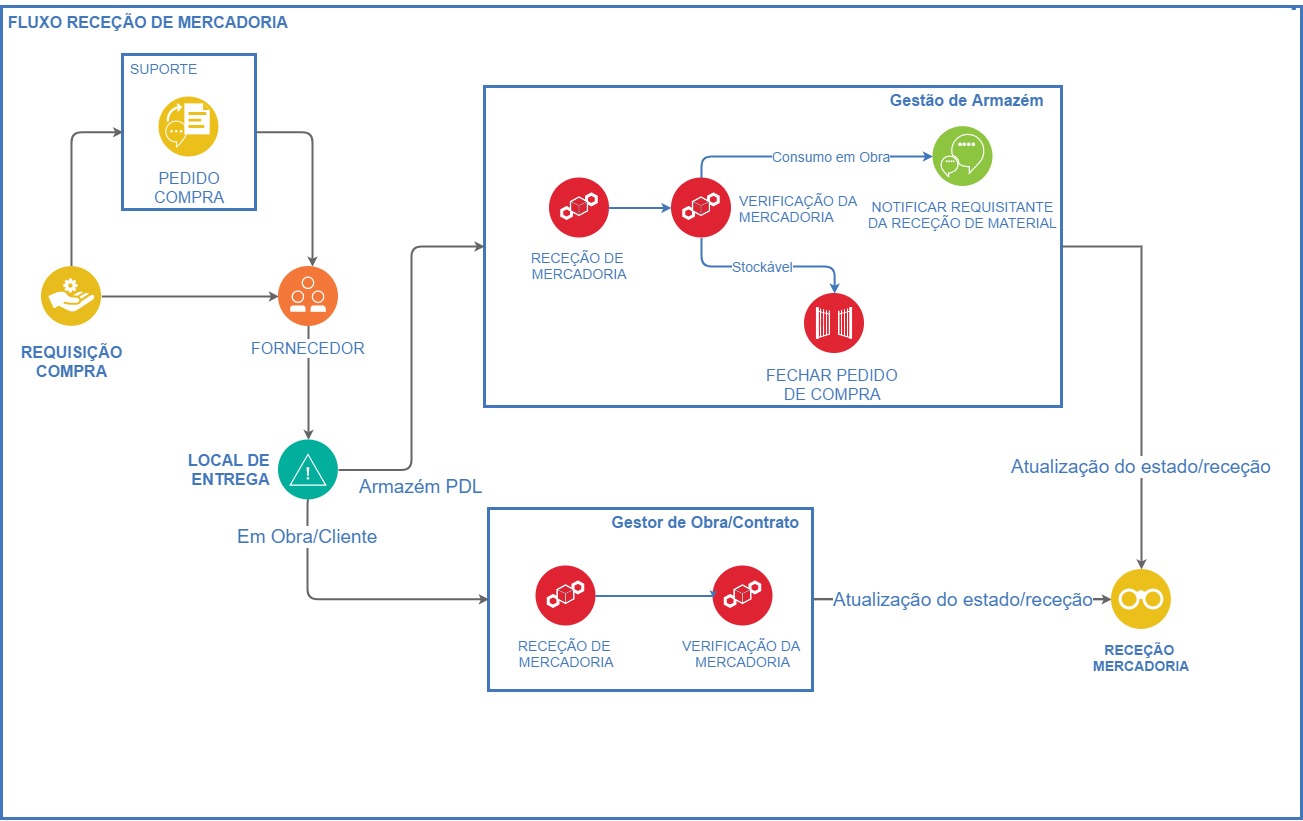 FLUXO RECEÇÃO DE MERCADORIA
SUPORTE
PEDIDO
COMPRA
REQUISIÇÃO
COMPRA
FORNECEDOR
LOCAL DE
ENTREGA
Armazém PDL
Em Obra/Cliente
Gestão de Armazém
RECEÇÃO DE
MERCADORIA
VERIFICAÇÃO DA
MERCADORIA
Consumo em Obra
NOTIFICAR REQUISITANTE
DA RECEÇÃO DE MATERIAL
Stockável
FECHAR PEDIDO
DE COMPRA
Gestor de Obra/Contrato
RECEÇÃO DE
MERCADORIA
VERIFICAÇÃO DA
MERCADORIA
Atualização do estado/receção
Atualização do estado/receção
RECEÇÃO
MERCADORIA